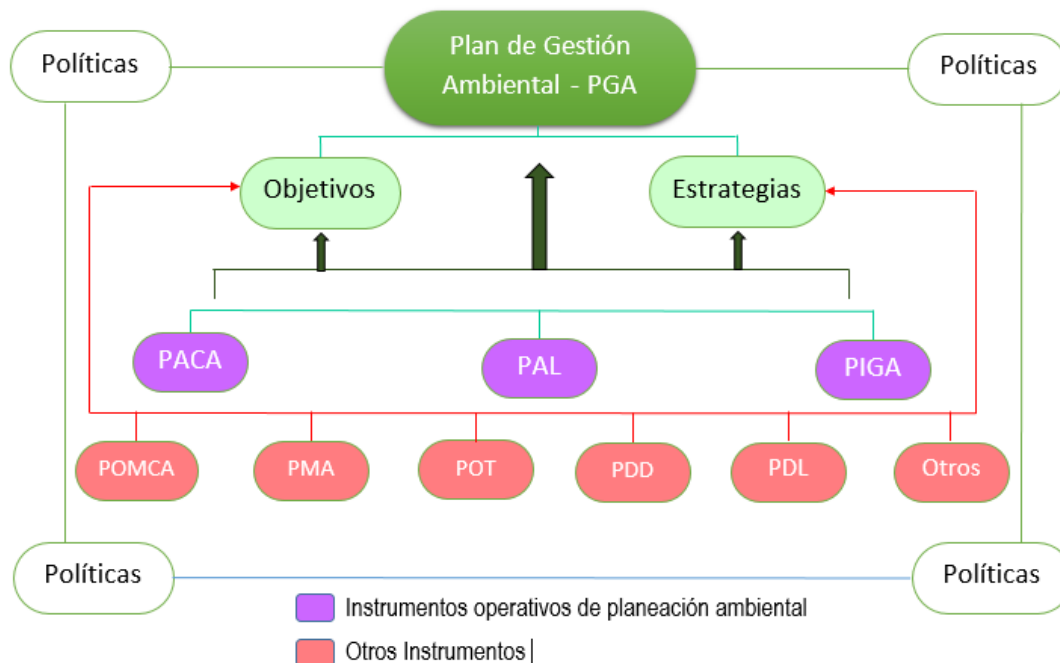 Políticas
Plan de Gestión
Ambiental - PGA
Políticas
Objetivos
Estrategias
PACA
PAL
PIGA
POMCA
PMA
POT
PDD
PDL
Otros
Políticas
Políticas
Instrumentos operativos de planeación ambiental
Otros Instrumentos